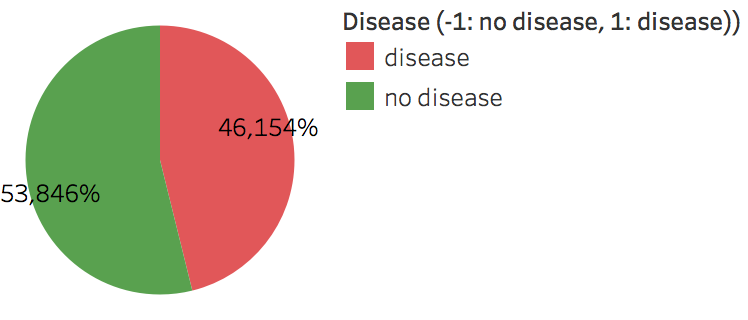 Disease (-1: no disease, 1: disease))
disease
no disease
46,154%
53,846%